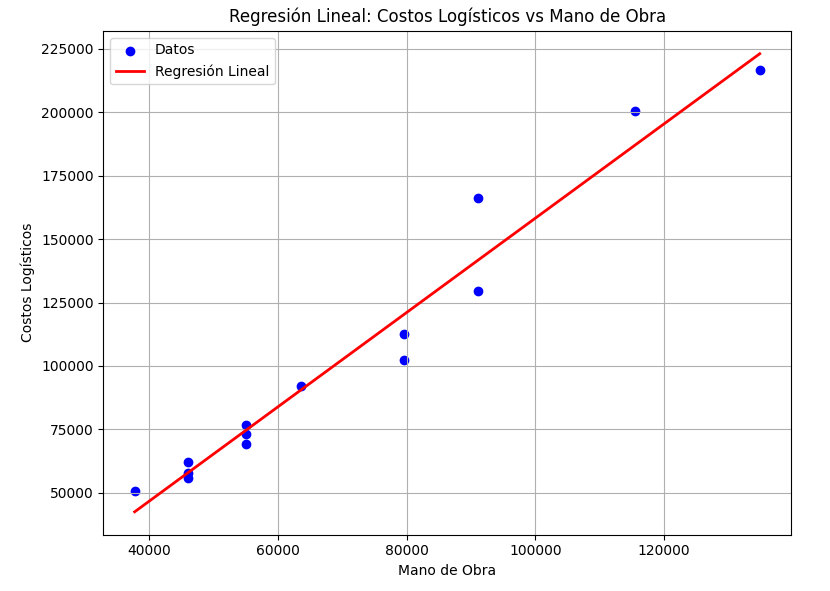 Regresión Lineal: Costos Logísticos vs Mano de Obra
Datos
Regresión Lineal
225000
200000
175000
150000
125000
100000
75000
50000
Costos Logísticos
40000 60000 80000 100000 120000
Mano de Obra